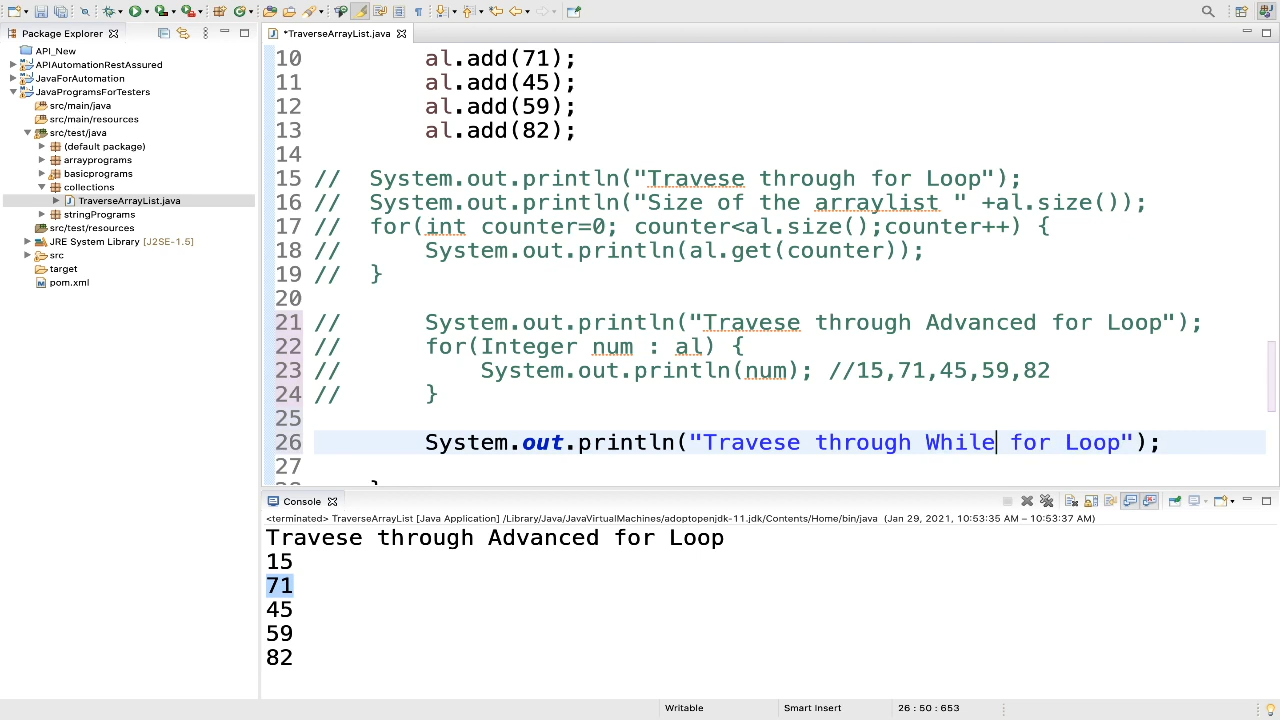 Package Explorer
API_New
APIAutomationRestAssured
JavaForAutomation
JavaProgramsForTesters
src/main/java
src/main/resources
src/test/java
(default package)
arrayprograms
basicprograms
collections
TraverseArrayList.java
stringPrograms
src/test/resources
JRE System Library [J2SE-1.5]
src
target
pom.xml
*TraverseArrayList.java
10 al.add(71);
11 al.add(45);
12 al.add(59);
13 al.add(82);
14
15 // System.out.println("Travese through for Loop");
16 // System.out.println("Size of the arraylist " +al.size());
17 // for(int counter=0; counter<al.size();counter++) {
18 // System.out.println(al.get(counter));
19 // }
20
21 // System.out.println("Travese through Advanced for Loop");
22 // for(Integer num : al) {
23 // System.out.println(num); //15,71,45,59,82
24 // }
25
26 System.out.println("Travese through While for Loop");
27
Console
<terminated> TraverseArrayList [Java Application] /Library/Java/JavaVirtualMachines/adoptopenjdk-11.jdk/Contents/Home/bin/java (Jan 29, 2021, 10:53:35 AM – 10:53:37 AM)
Travese through Advanced for Loop
15
71
45
59
82
Writable
Smart Insert
26 : 50 : 653